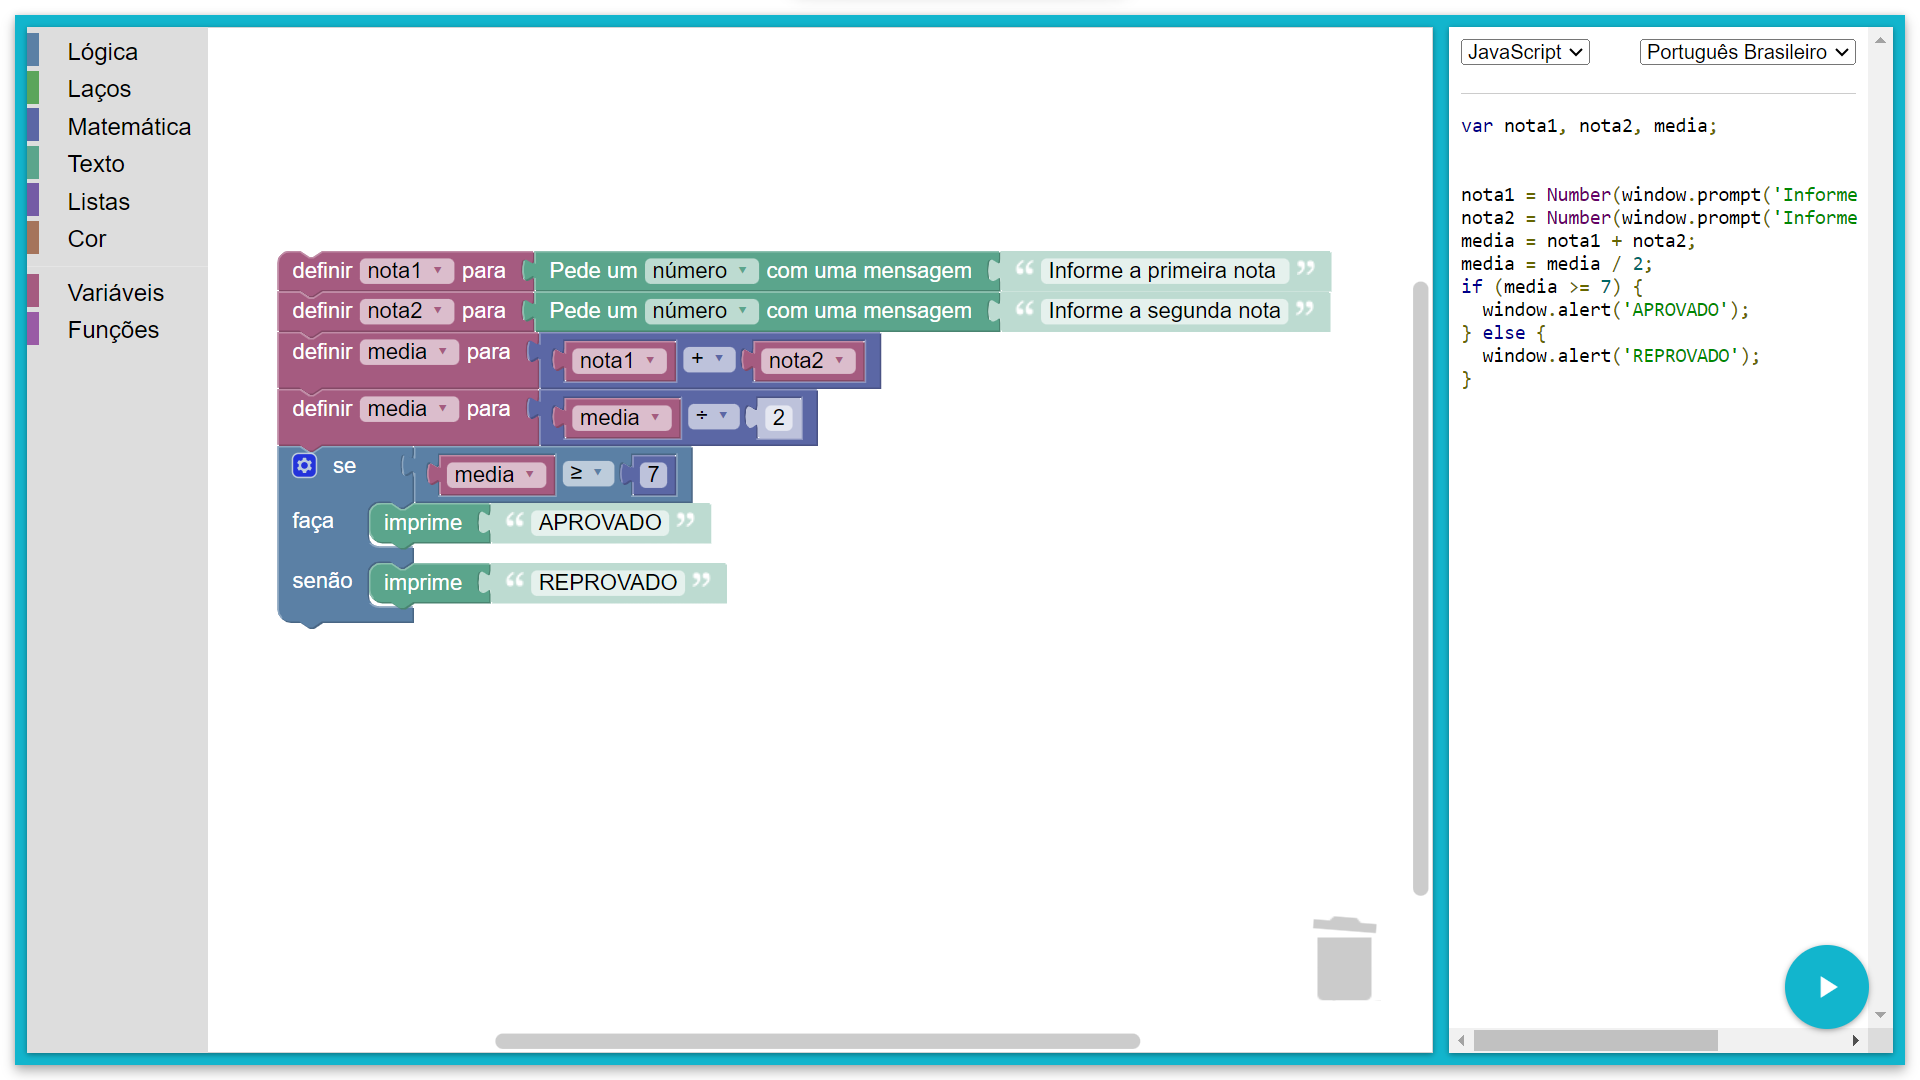 Lógica
Laços
Matemática
Texto
Listas
Cor
Variáveis
Funções
definir nota1 para Pede um número com uma mensagem “ Informe a primeira nota ”
definir nota2 para Pede um número com uma mensagem “ Informe a segunda nota ”
definir media para nota1 + nota2
definir media para media ÷ 2
se media ≥ 7
faça imprime “ APROVADO ”
senão imprime “ REPROVADO ”
JavaScript Português Brasileiro
var nota1, nota2, media;
nota1 = Number(window.prompt('Informe
nota2 = Number(window.prompt('Informe
media = nota1 + nota2;
media = media / 2;
if (media >= 7) {
  window.alert('APROVADO');
} else {
  window.alert('REPROVADO');
}